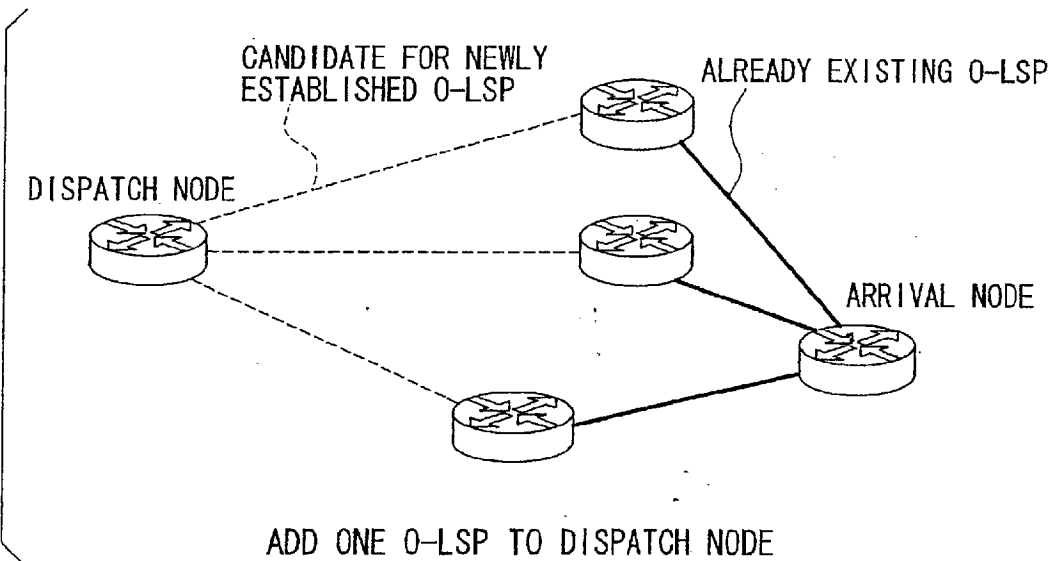 CANDIDATE FOR NEWLY
ESTABLISHED O-LSP
ALREADY EXISTING O-LSP
DISPATCH NODE
ARRIVAL NODE
ADD ONE O-LSP TO DISPATCH NODE